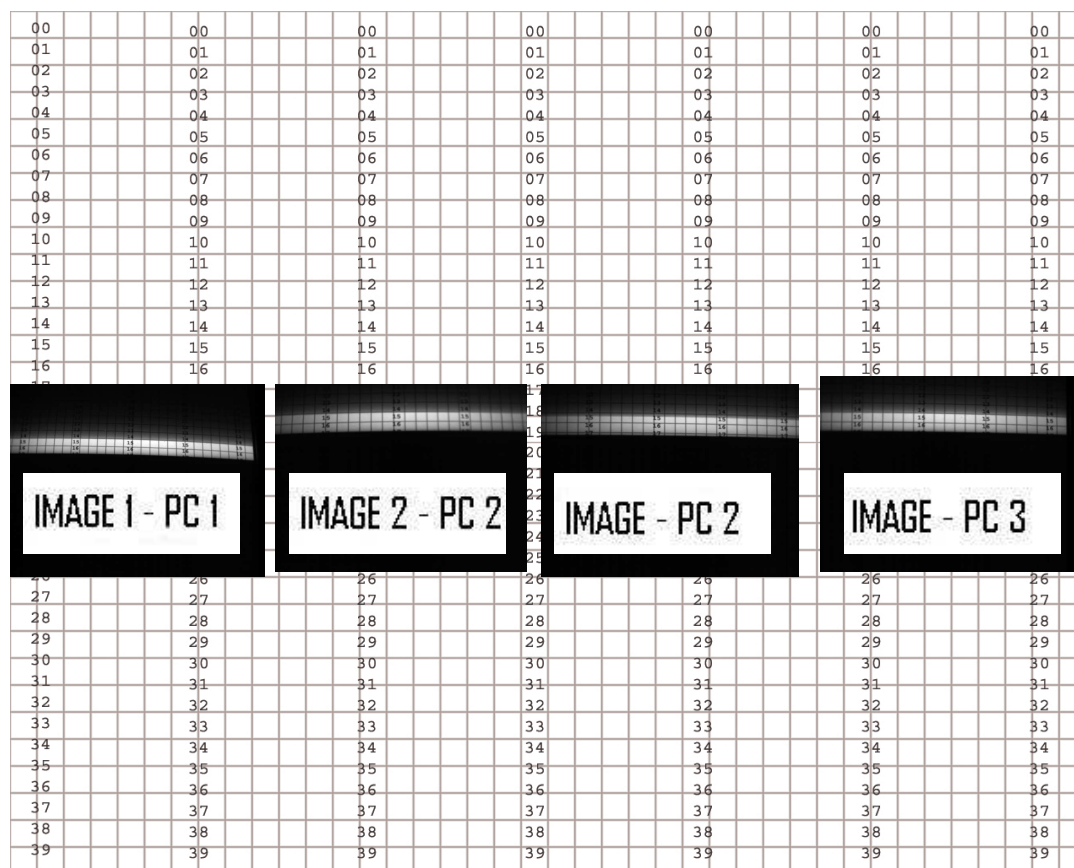 00 00 00 00 00 00 00
01 01 01 01 01 01 01
02 02 02 02 02 02 02
03 03 03 03 03 03 03
04 04 04 04 04 04 04
05 05 05 05 05 05 05
06 06 06 06 06 06 06
07 07 07 07 07 07 07
08 08 08 08 08 08 08
09 09 09 09 09 09 09
10 10 10 10 10 10 10
11 11 11 11 11 11 11
12 12 12 12 12 12 12
13 13 13 13 13 13 13
14 14 14 14 14 14 14
15 15 15 15 15 15 15
16 16 16 16 16 16 16
17
18
19
20
21
22
IMAGE 1 - PC 1 IMAGE 2 - PC 2 IMAGE - PC 2 IMAGE - PC 3
23
24
25
26 26 26 26 26 26
27 27 27 27 27 27 27
28 28 28 28 28 28 28
29 29 29 29 29 29 29
30 30 30 30 30 30 30
31 31 31 31 31 31 31
32 32 32 32 32 32 32
33 33 33 33 33 33 33
34 34 34 34 34 34 34
35 35 35 35 35 35 35
36 36 36 36 36 36 36
37 37 37 37 37 37 37
38 38 38 38 38 38 38
39 39 39 39 39 39 39